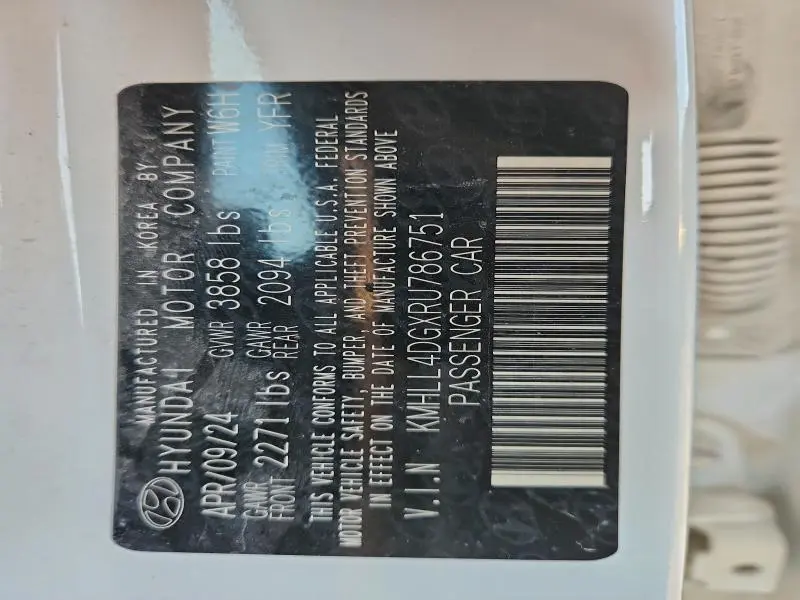 MANUFACTURED IN KOREA BY
HYUNDAI MOTOR COMPANY
APR/09/24 GVWR 3858 lbs PAINT W6H
GAWR FRONT 2271 lbs GAWR REAR 2094 lbs TRIM YFR
THIS VEHICLE CONFORMS TO ALL APPLICABLE U.S.A. FEDERAL
MOTOR VEHICLE SAFETY, BUMPER, AND THEFT PREVENTION STANDARDS
IN EFFECT ON THE DATE OF MANUFACTURE SHOWN ABOVE
V.I.N KMHLL4DGXRU786751
PASSENGER CAR